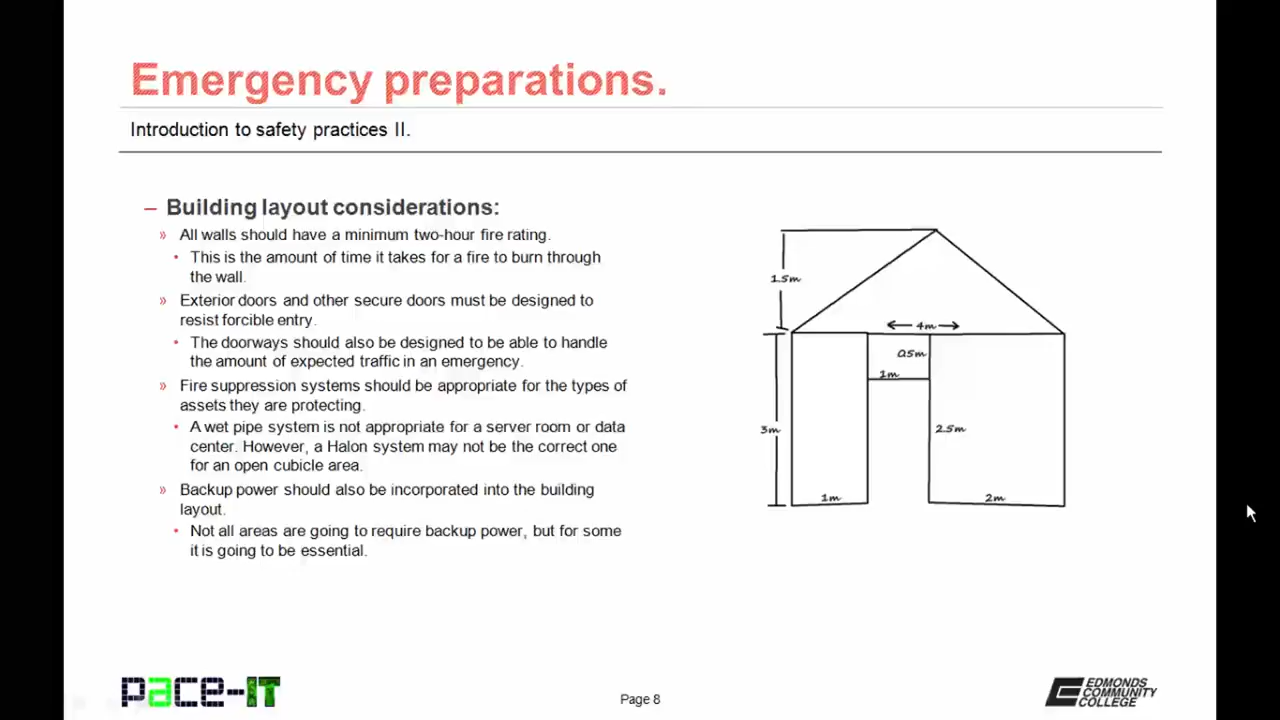 Emergency preparations.
Introduction to safety practices II.
– Building layout considerations:
» All walls should have a minimum two-hour fire rating.
• This is the amount of time it takes for a fire to burn through
the wall.
» Exterior doors and other secure doors must be designed to
resist forcible entry.
• The doorways should also be designed to be able to handle
the amount of expected traffic in an emergency.
» Fire suppression systems should be appropriate for the types of
assets they are protecting.
• A wet pipe system is not appropriate for a server room or data
center. However, a Halon system may not be the correct one
for an open cubicle area.
» Backup power should also be incorporated into the building
layout.
• Not all areas are going to require backup power, but for some
it is going to be essential.
1.5m
4m
0.5m
1m
3m
2.5m
1m
2m
pace-IT
Page 8
EDMONDS
COMMUNITY
COLLEGE